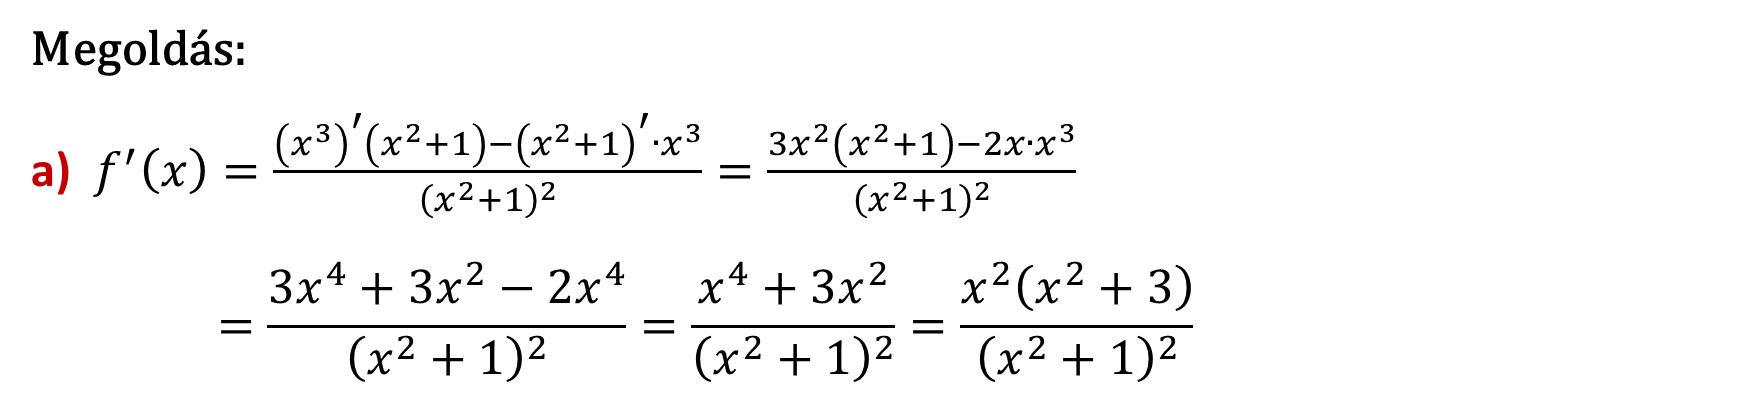 Megoldás:
a) f′(x) = ((x³)′(x²+1)−(x²+1)′·x³)/((x²+1)²) = (3x²(x²+1)−2x·x³)/((x²+1)²)
= (3x⁴ + 3x² − 2x⁴)/((x² + 1)²) = (x⁴ + 3x²)/((x² + 1)²) = (x²(x² + 3))/((x² + 1)²)